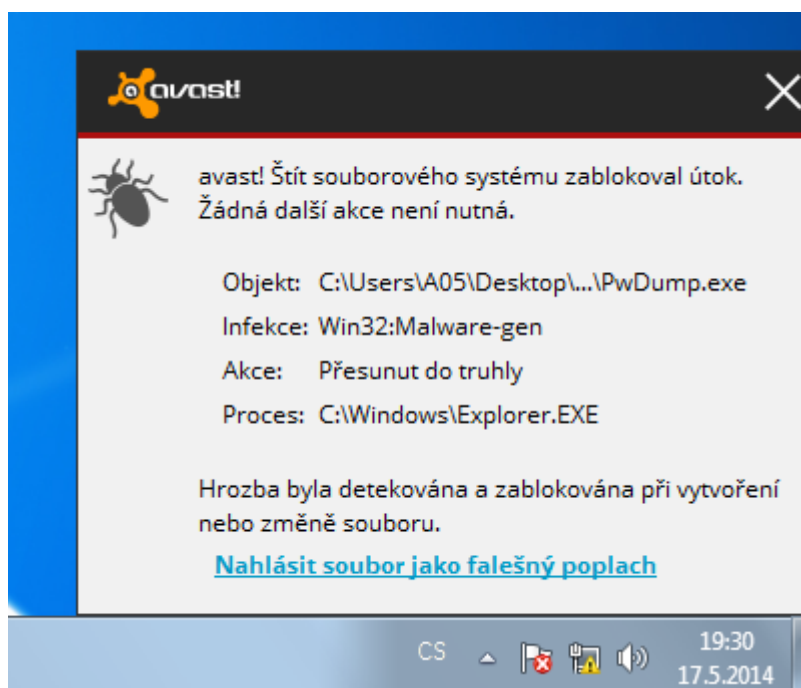 avast!
avast! Štít souborového systému zablokoval útok.
Žádná další akce není nutná.
Objekt: C:\Users\A05\Desktop\...\PwDump.exe
Infekce: Win32:Malware-gen
Akce: Přesunut do truhly
Proces: C:\Windows\Explorer.EXE
Hrozba byla detekována a zablokována při vytvoření
nebo změně souboru.
Nahlásit soubor jako falešný poplach
CS
19:30
17.5.2014